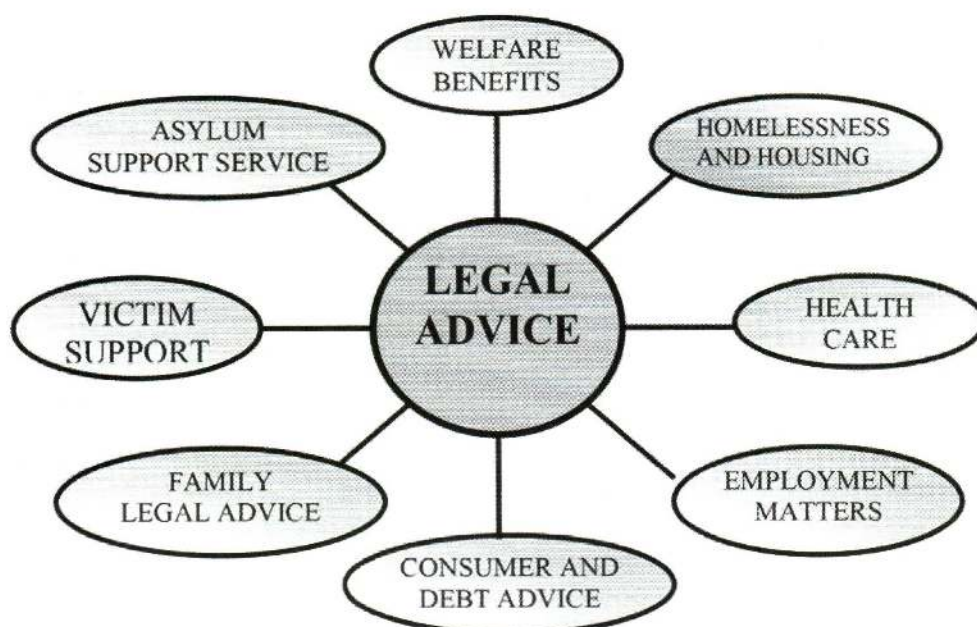 WELFARE
BENEFITS
ASYLUM
SUPPORT SERVICE
HOMELESSNESS
AND HOUSING
LEGAL
ADVICE
VICTIM
SUPPORT
HEALTH
CARE
FAMILY
LEGAL ADVICE
EMPLOYMENT
MATTERS
CONSUMER AND
DEBT ADVICE